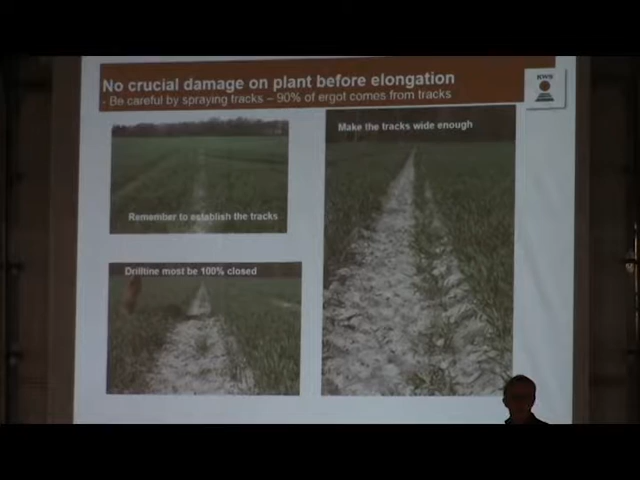 No crucial damage on plant before elongation
- Be careful by spraying tracks – 90% of ergot comes from tracks
KWS
Make the tracks wide enough
Remember to establish the tracks
Drilltine most be 100% closed